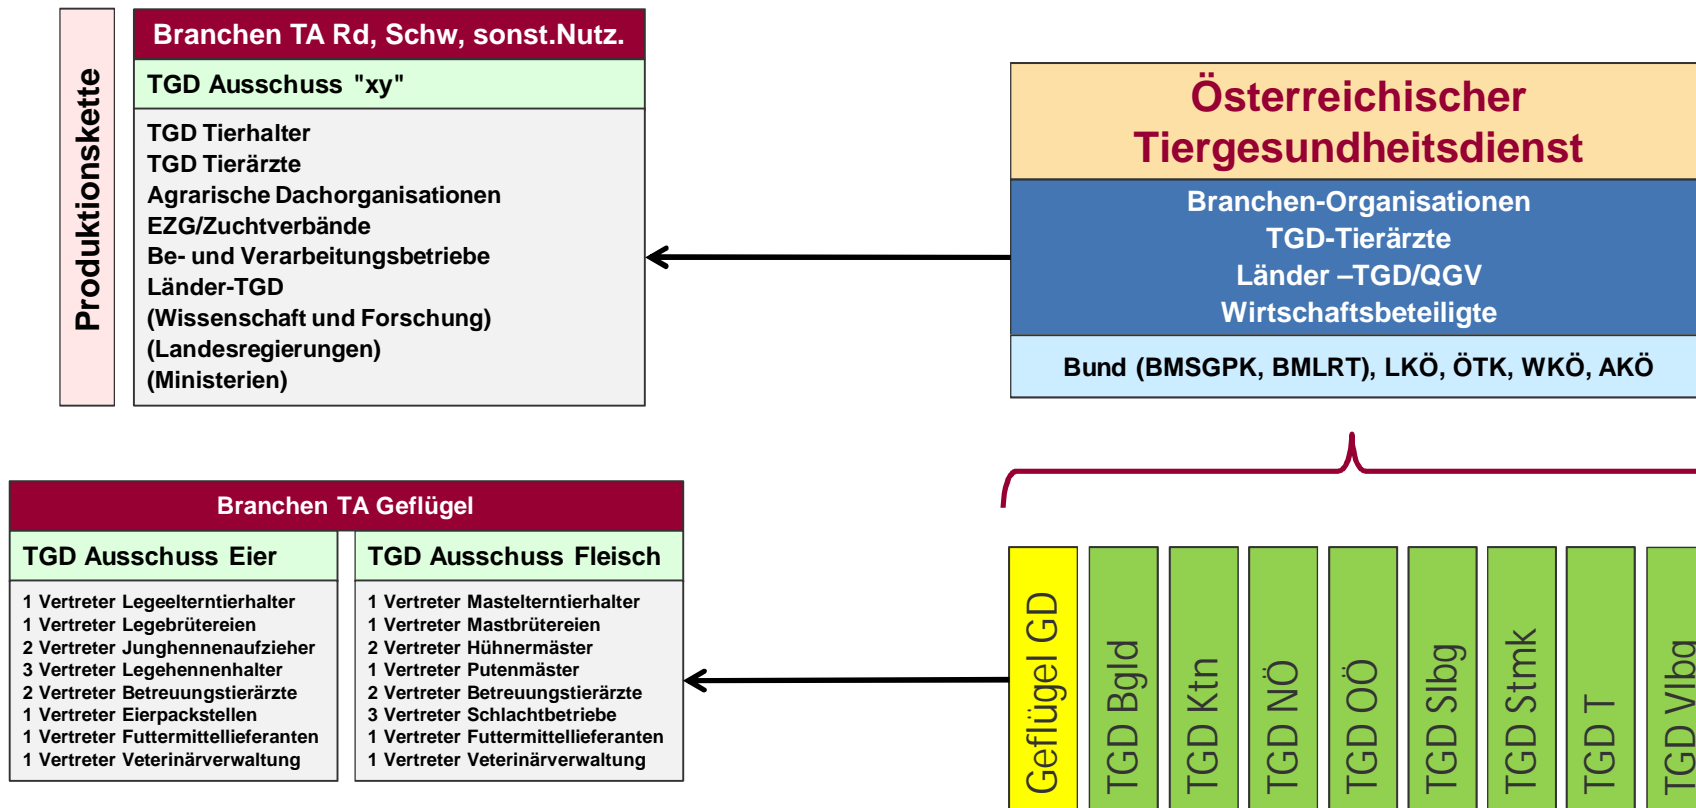 Produktionskette
Branchen TA Rd, Schw, sonst.Nutz.
TGD Ausschuss "xy"
TGD Tierhalter
TGD Tierärzte
Agrarische Dachorganisationen
EZG/Zuchtverbände
Be- und Verarbeitungsbetriebe
Länder-TGD
(Wissenschaft und Forschung)
(Landesregierungen)
(Ministerien)
Österreichischer
Tiergesundheitsdienst
Branchen-Organisationen
TGD-Tierärzte
Länder –TGD/QGV
Wirtschaftsbeteiligte
Bund (BMSGPK, BMLRT), LKÖ, ÖTK, WKÖ, AKÖ
Branchen TA Geflügel
TGD Ausschuss Eier
1 Vertreter Legeelterntierhalter
1 Vertreter Legebrütereien
2 Vertreter Junghennenaufzieher
3 Vertreter Legehennenhalter
2 Vertreter Betreuungstierärzte
1 Vertreter Eierpackstellen
1 Vertreter Futtermittellieferanten
1 Vertreter Veterinärverwaltung
TGD Ausschuss Fleisch
1 Vertreter Mastelterntierhalter
1 Vertreter Mastbrütereien
2 Vertreter Hühnermäster
1 Vertreter Putenmäster
2 Vertreter Betreuungstierärzte
3 Vertreter Schlachtbetriebe
1 Vertreter Futtermittellieferanten
1 Vertreter Veterinärverwaltung
Geflügel GD
TGD Bgld
TGD Ktn
TGD NÖ
TGD OÖ
TGD Slbg
TGD Stmk
TGD T
TGD Vlbg